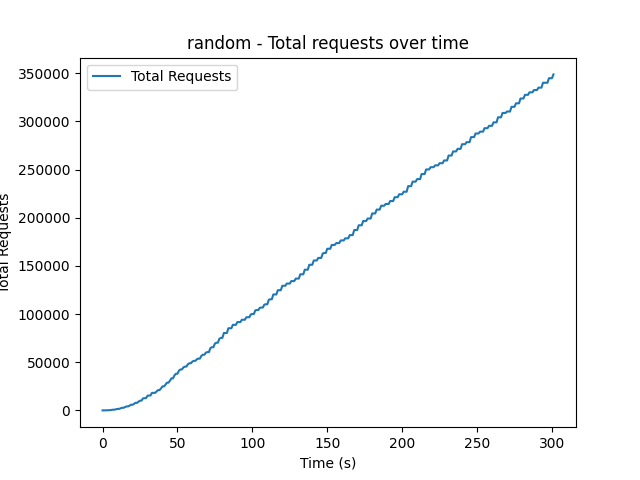 random - Total requests over time
Total Requests
350000
300000
250000
200000
150000
100000
50000
0
Total Requests
0 50 100 150 200 250 300
Time (s)